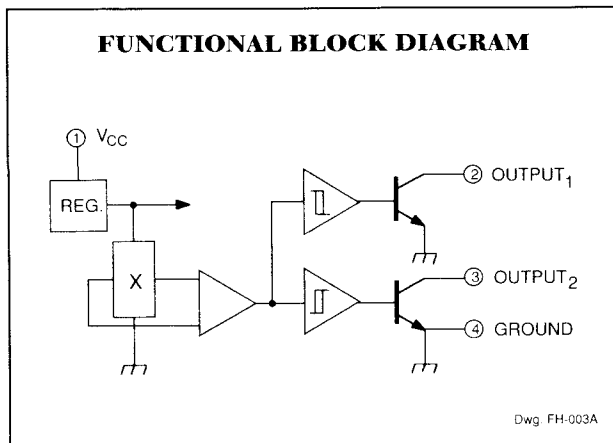 FUNCTIONAL BLOCK DIAGRAM
1 VCC
REG.
X
2 OUTPUT1
3 OUTPUT2
4 GROUND
Dwg. FH-003A